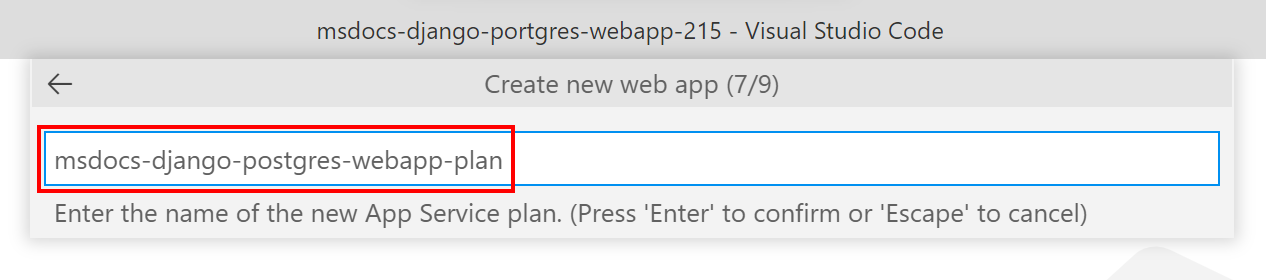 msdocs-django-portgres-webapp-215 - Visual Studio Code
Create new web app (7/9)
msdocs-django-postgres-webapp-plan
Enter the name of the new App Service plan. (Press 'Enter' to confirm or 'Escape' to cancel)